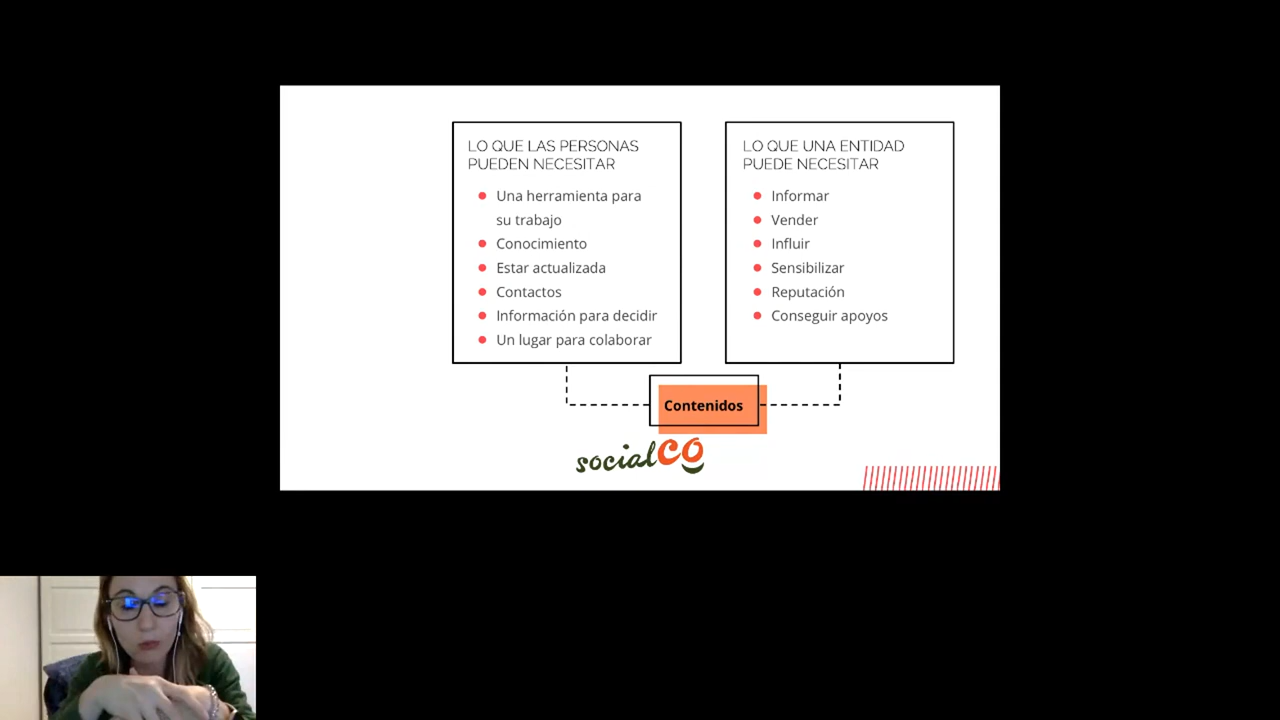 LO QUE LAS PERSONAS
PUEDEN NECESITAR
Una herramienta para
su trabajo
Conocimiento
Estar actualizada
Contactos
Información para decidir
Un lugar para colaborar
LO QUE UNA ENTIDAD
PUEDE NECESITAR
Informar
Vender
Influir
Sensibilizar
Reputación
Conseguir apoyos
Contenidos
socialCO